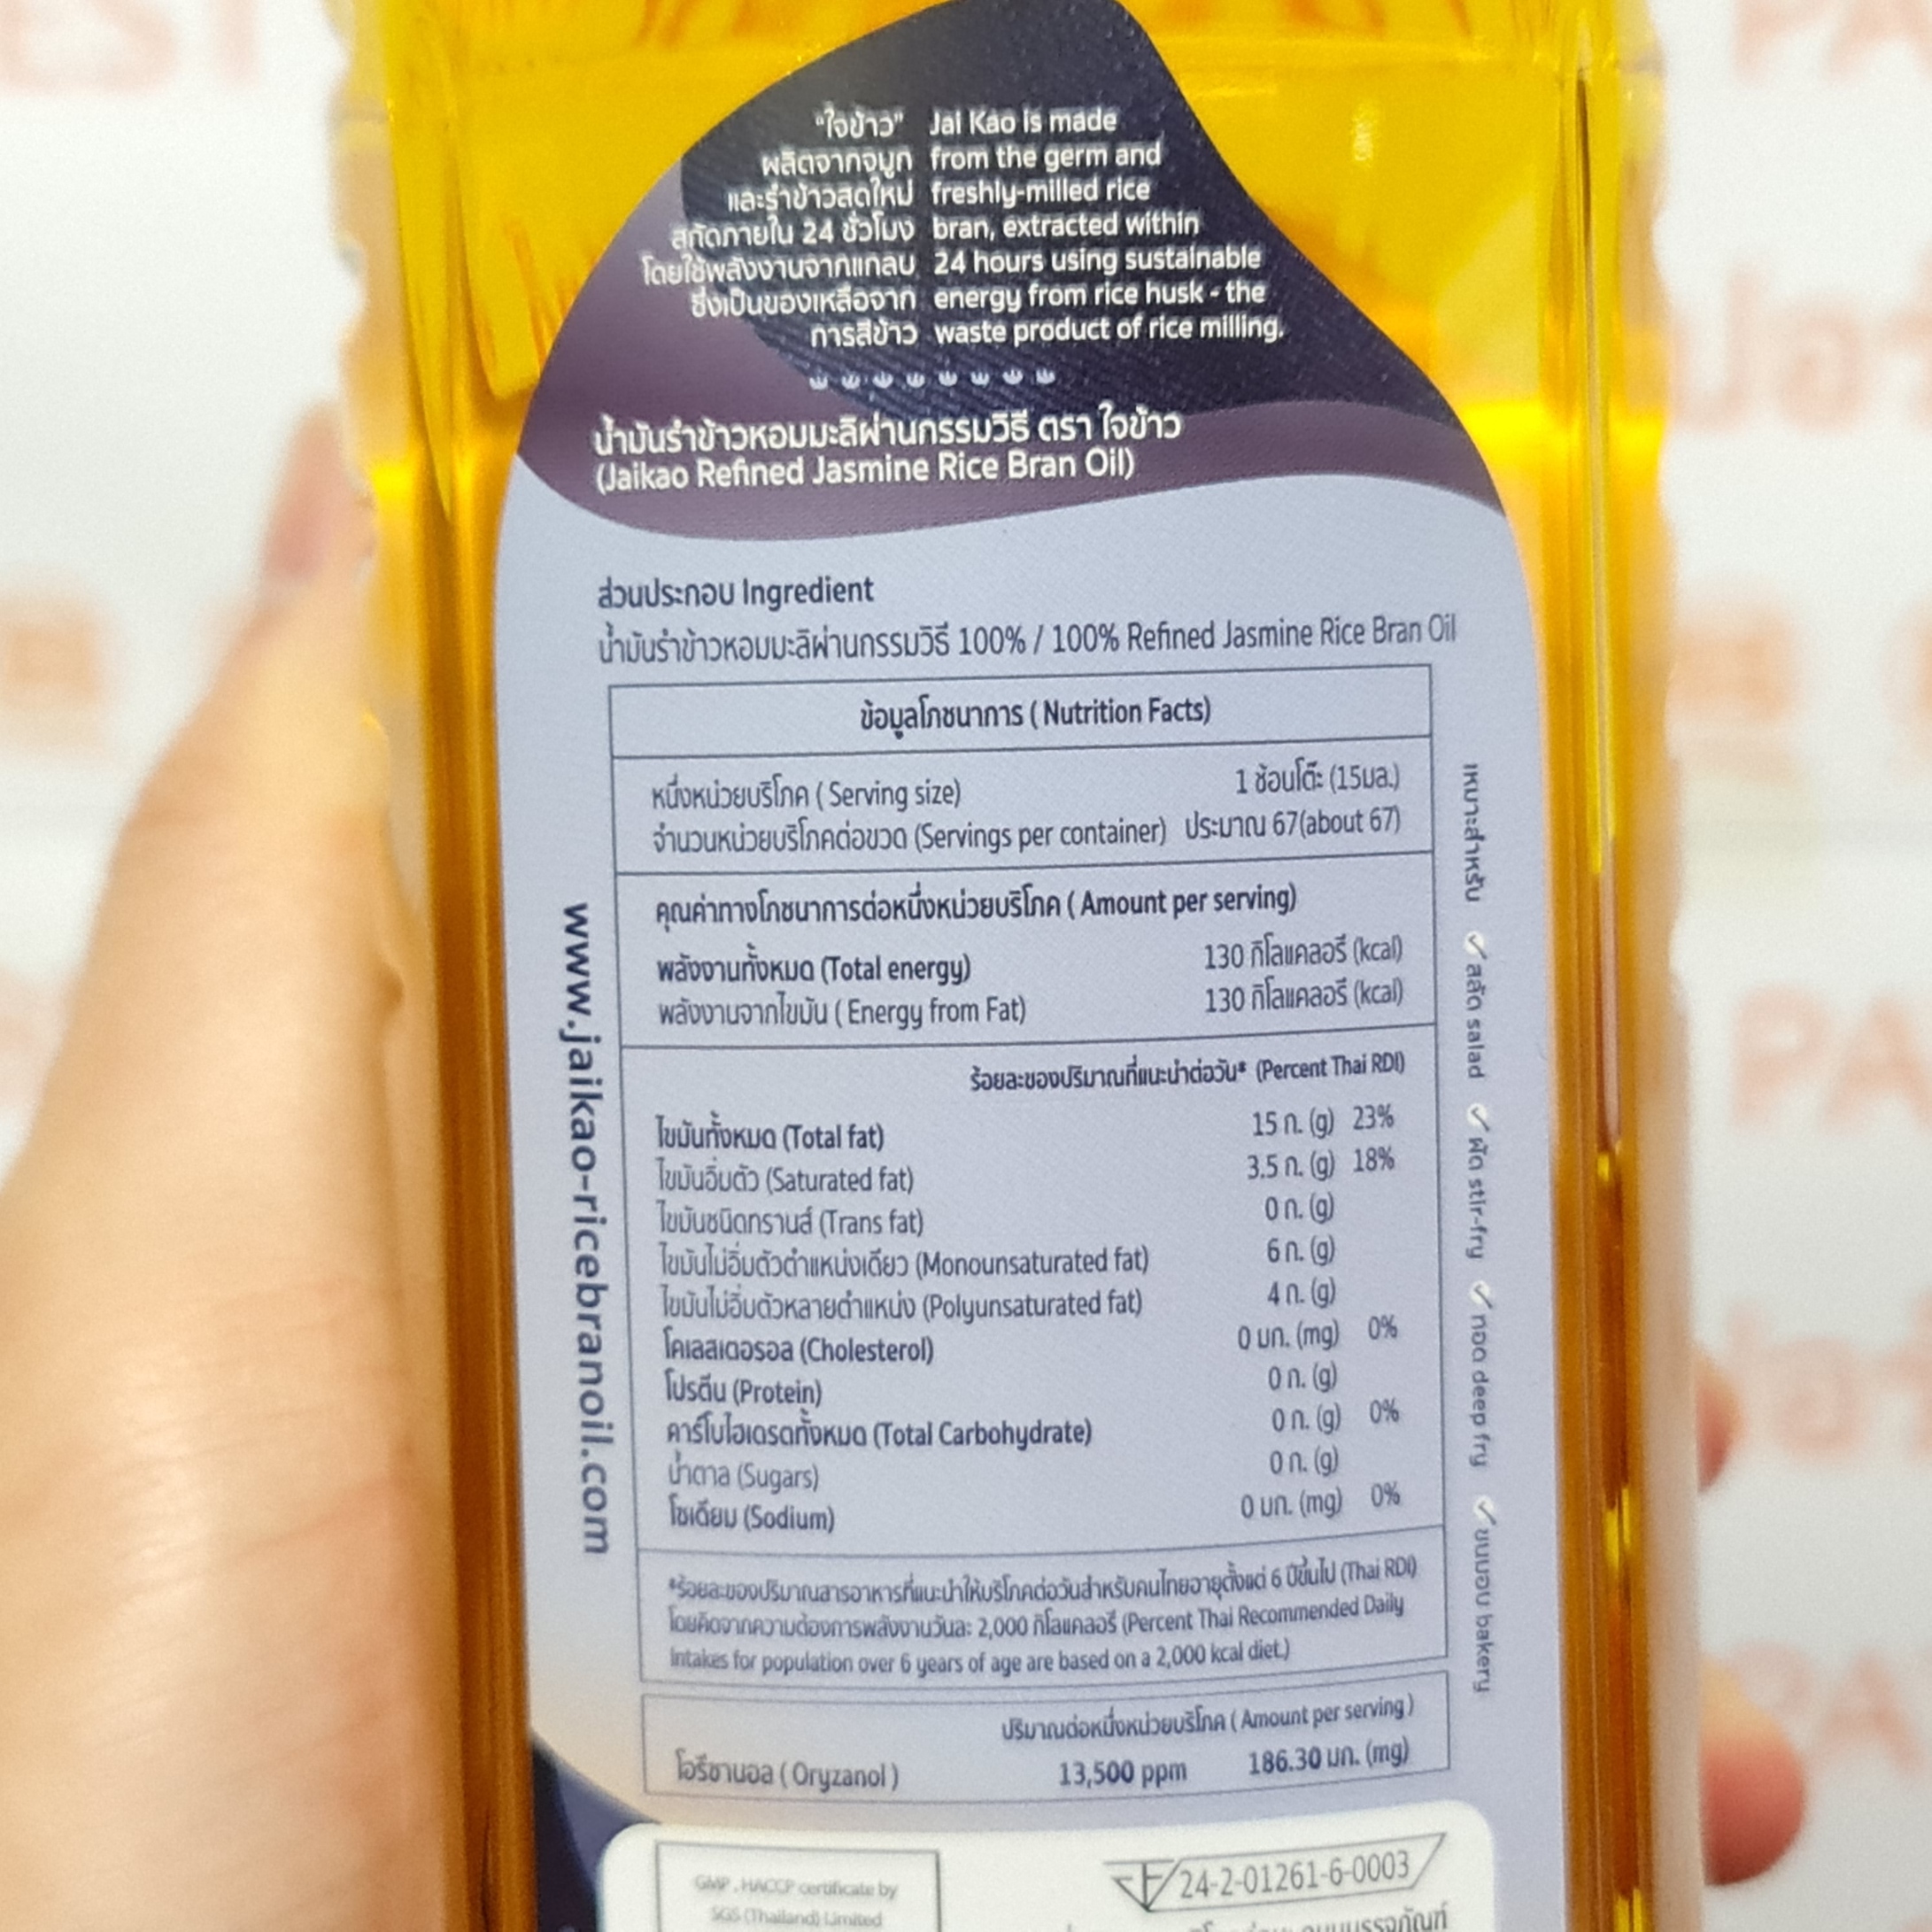 "ใจข้าว"
ผลิตจากจมูก
และรำข้าวสดใหม่
สกัดภายใน 24 ชั่วโมง
โดยใช้พลังงานจากแกลบ
ซึ่งเป็นของเหลือจาก
การสีข้าว
Jai Kao is made
from the germ and
freshly-milled rice
bran, extracted within
24 hours using sustainable
energy from rice husk - the
waste product of rice milling.
น้ำมันรำข้าวหอมมะลิผ่านกรรมวิธี ตรา ใจข้าว
(Jaikao Refined Jasmine Rice Bran Oil)
ส่วนประกอบ Ingredient
น้ำมันรำข้าวหอมมะลิผ่านกรรมวิธี 100% / 100% Refined Jasmine Rice Bran Oil
ข้อมูลโภชนาการ ( Nutrition Facts)
หนึ่งหน่วยบริโภค ( Serving size) 1 ช้อนโต๊ะ (15มล.)
จำนวนหน่วยบริโภคต่อขวด (Servings per container) ประมาณ 67(about 67)
คุณค่าทางโภชนาการต่อหนึ่งหน่วยบริโภค ( Amount per serving)
พลังงานทั้งหมด (Total energy) 130 กิโลแคลอรี (kcal)
พลังงานจากไขมัน ( Energy from Fat) 130 กิโลแคลอรี (kcal)
ร้อยละของปริมาณที่แนะนำต่อวัน* (Percent Thai RDI)
ไขมันทั้งหมด (Total fat) 15 ก. (g) 23%
ไขมันอิ่มตัว (Saturated fat) 3.5 ก. (g) 18%
ไขมันชนิดทรานส์ (Trans fat) 0 ก. (g)
ไขมันไม่อิ่มตัวตำแหน่งเดียว (Monounsaturated fat) 6 ก. (g)
ไขมันไม่อิ่มตัวหลายตำแหน่ง (Polyunsaturated fat) 4 ก. (g)
โคเลสเตอรอล (Cholesterol) 0 มก. (mg) 0%
โปรตีน (Protein) 0 ก. (g)
คาร์โบไฮเดรตทั้งหมด (Total Carbohydrate) 0 ก. (g) 0%
น้ำตาล (Sugars) 0 ก. (g)
โซเดียม (Sodium) 0 มก. (mg) 0%
*ร้อยละของปริมาณสารอาหารที่แนะนำให้บริโภคต่อวันสำหรับคนไทยอายุตั้งแต่ 6 ปีขึ้นไป (Thai RDI)
โดยคิดจากความต้องการพลังงานวันละ 2,000 กิโลแคลอรี (Percent Thai Recommended Daily
Intakes for population over 6 years of age are based on a 2,000 kcal diet.)
ปริมาณต่อหนึ่งหน่วยบริโภค ( Amount per serving )
โอรีซานอล ( Oryzanol ) 13,500 ppm 186.30 มก. (mg)
www.jaikao-ricebranoil.com
เหมาะสำหรับ ✓ สลัด salad ✓ ผัด stir-fry ✓ ทอด deep fry ✓ ขนมอบ bakery
GMP , HACCP certificate by
SGS (Thailand) Limited
24-2-01261-6-0003